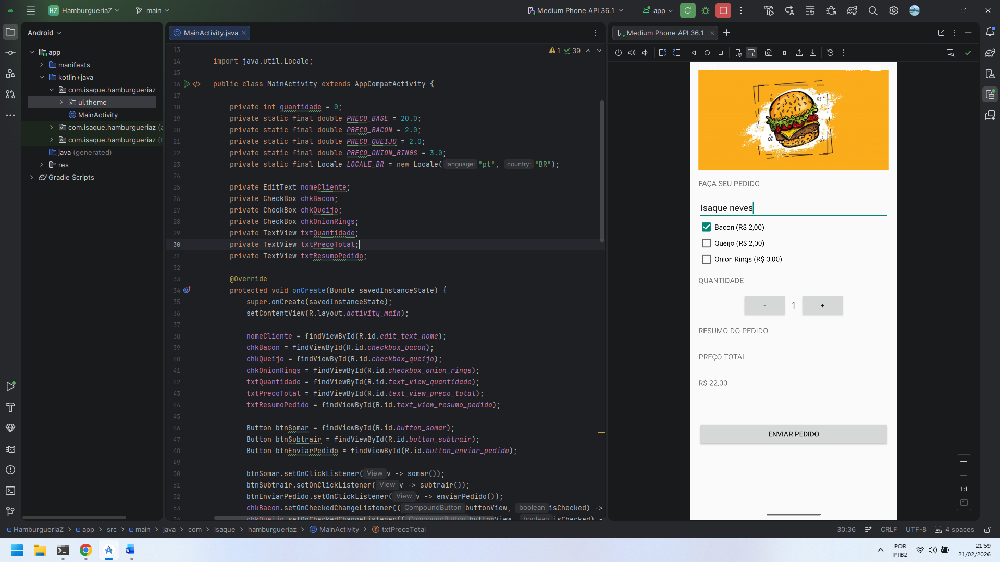 HZ HamburgueriaZ main Medium Phone API 36.1 app
Android
app
manifests
kotlin+java
com.isaque.hamburgueriaz
ui.theme
MainActivity
com.isaque.hamburgueriaz (a
com.isaque.hamburgueriaz (t
java (generated)
res
Gradle Scripts
MainActivity.java
1 39
13
14 import java.util.Locale;
15
16 public class MainActivity extends AppCompatActivity {
17
18 private int quantidade = 0;
19 private static final double PRECO_BASE = 20.0;
20 private static final double PRECO_BACON = 2.0;
21 private static final double PRECO_QUEIJO = 2.0;
22 private static final double PRECO_ONION_RINGS = 3.0;
23 private static final Locale LOCALE_BR = new Locale( language: "pt", country: "BR");
24
25 private EditText nomeCliente;
26 private CheckBox chkBacon;
27 private CheckBox chkQueijo;
28 private CheckBox chkOnionRings;
29 private TextView txtQuantidade;
30 private TextView txtPrecoTotal;
31 private TextView txtResumoPedido;
32
33 @Override
34 protected void onCreate(Bundle savedInstanceState) {
35 super.onCreate(savedInstanceState);
36 setContentView(R.layout.activity_main);
37
38 nomeCliente = findViewById(R.id.edit_text_nome);
39 chkBacon = findViewById(R.id.checkbox_bacon);
40 chkQueijo = findViewById(R.id.checkbox_queijo);
41 chkOnionRings = findViewById(R.id.checkbox_onion_rings);
42 txtQuantidade = findViewById(R.id.text_view_quantidade);
43 txtPrecoTotal = findViewById(R.id.text_view_preco_total);
44 txtResumoPedido = findViewById(R.id.text_view_resumo_pedido);
45
46 Button btnSomar = findViewById(R.id.button_somar);
47 Button btnSubtrair = findViewById(R.id.button_subtrair);
48 Button btnEnviarPedido = findViewById(R.id.button_enviar_pedido);
49
50 btnSomar.setOnClickListener( View v -> somar());
51 btnSubtrair.setOnClickListener( View v -> subtrair());
52 btnEnviarPedido.setOnClickListener( View v -> enviarPedido());
53 chkBacon.setOnCheckedChangeListener(( CompoundButton buttonView, boolean isChecked) ->
54 chkQueijo.setOnCheckedChangeListener(( CompoundButton buttonView, boolean isChecked) ->
Medium Phone API 36.1
FAÇA SEU PEDIDO
Isaque neves
Bacon (R$ 2,00)
Queijo (R$ 2,00)
Onion Rings (R$ 3,00)
QUANTIDADE
- 1 +
RESUMO DO PEDIDO
PREÇO TOTAL
R$ 22,00
ENVIAR PEDIDO
1:1
HamburgueriaZ > app > src > main > java > com > isaque > hamburgueriaz > MainActivity > txtPrecoTotal
30:36 CRLF UTF-8 4 spaces
POR
PTB2
21:59
21/02/2026